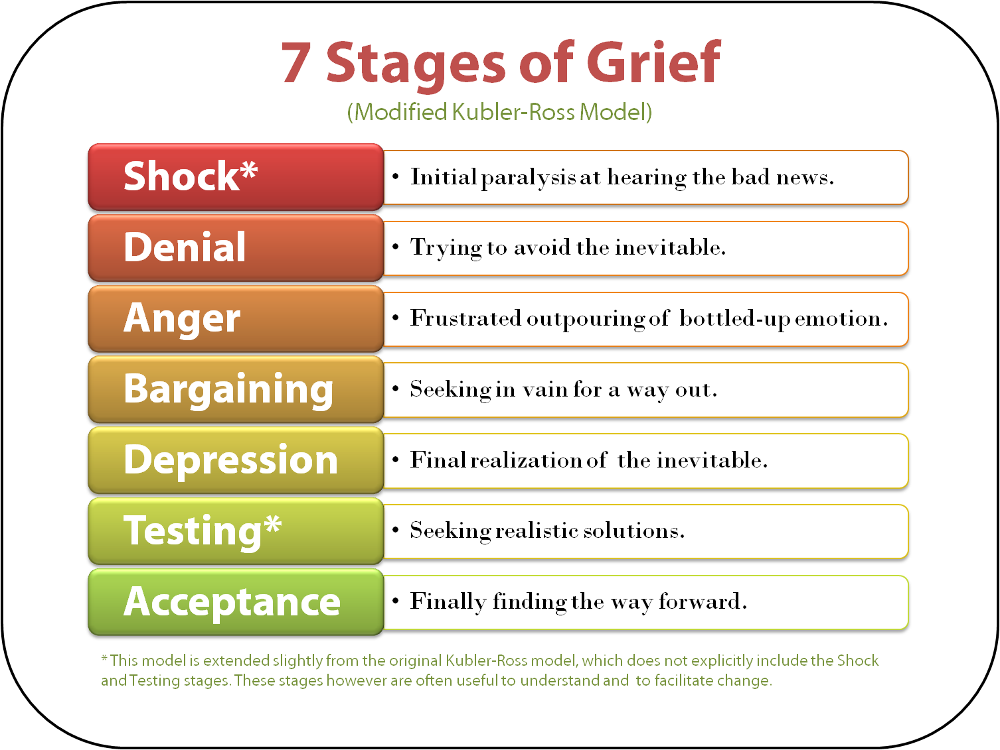 7 Stages of Grief
(Modified Kubler-Ross Model)
Shock*
• Initial paralysis at hearing the bad news.
Denial
• Trying to avoid the inevitable.
Anger
• Frustrated outpouring of bottled-up emotion.
Bargaining
• Seeking in vain for a way out.
Depression
• Final realization of the inevitable.
Testing*
• Seeking realistic solutions.
Acceptance
• Finally finding the way forward.
* This model is extended slightly from the original Kubler-Ross model, which does not explicitly include the Shock
and Testing stages. These stages however are often useful to understand and to facilitate change.